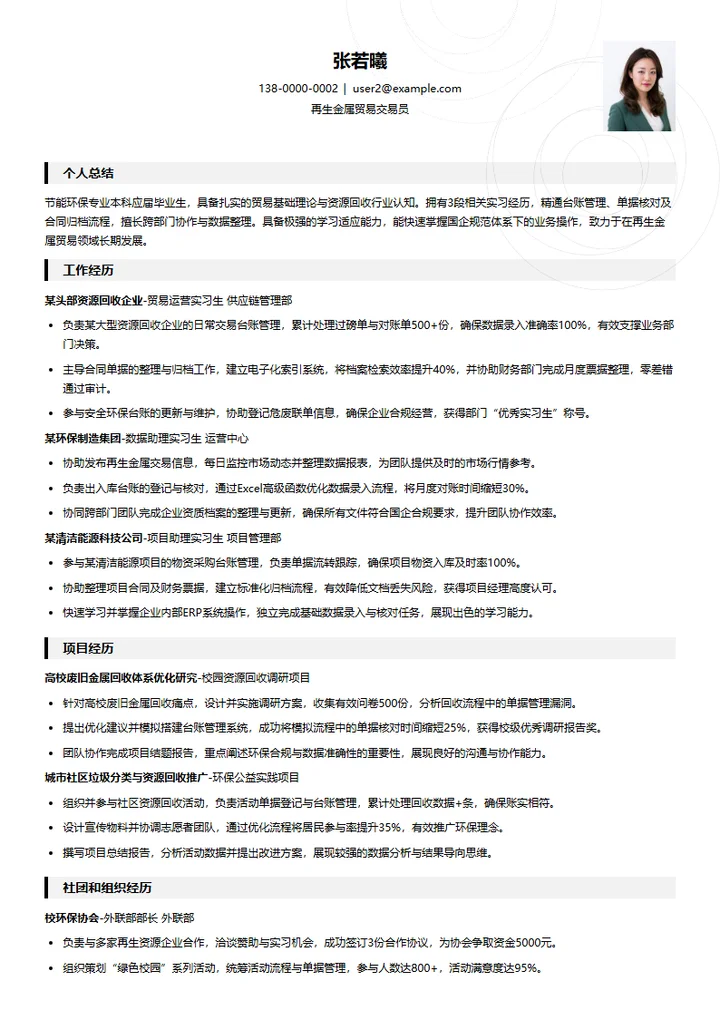 张若曦
138-0000-0002 | user2@example.com
再生金属贸易交易员
个人总结
节能环保专业本科应届毕业生，具备扎实的贸易基础理论与资源回收行业认知。拥有3段相关实习经历，精通台账管理、单据核对及
合同归档流程，擅长跨部门协作与数据整理。具备极强的学习适应能力，能快速掌握国企规范体系下的业务操作，致力于在再生金
属贸易领域长期发展。
工作经历
某头部资源回收企业-贸易运营实习生 供应链管理部
• 负责某大型资源回收企业的日常交易台账管理，累计处理过磅单与对账单500+份，确保数据录入准确率100%，有效支撑业务部
门决策。
• 主导合同单据的整理与归档工作，建立电子化索引系统，将档案检索效率提升40%，并协助财务部门完成月度票据整理，零差错
通过审计。
• 参与安全环保台账的更新与维护，协助登记危废联单信息，确保企业合规经营，获得部门“优秀实习生”称号。
某环保制造集团-数据助理实习生 运营中心
• 协助发布再生金属交易信息，每日监控市场动态并整理数据报表，为团队提供及时的市场行情参考。
• 负责出入库台账的登记与核对，通过Excel高级函数优化数据录入流程，将月度对账时间缩短30%。
• 协同跨部门团队完成企业资质档案的整理与更新，确保所有文件符合国企合规要求，提升团队协作效率。
某清洁能源科技公司-项目助理实习生 项目管理部
• 参与某清洁能源项目的物资采购台账管理，负责单据流转跟踪，确保项目物资入库及时率100%。
• 协助整理项目合同及财务票据，建立标准化归档流程，有效降低文档丢失风险，获得项目经理高度认可。
• 快速学习并掌握企业内部ERP系统操作，独立完成基础数据录入与核对任务，展现出色的学习能力。
项目经历
高校废旧金属回收体系优化研究-校园资源回收调研项目
• 针对高校废旧金属回收痛点，设计并实施调研方案，收集有效问卷500份，分析回收流程中的单据管理漏洞。
• 提出优化建议并模拟搭建台账管理系统，成功将模拟流程中的单据核对时间缩短25%，获得校级优秀调研报告奖。
• 团队协作完成项目结题报告，重点阐述环保合规与数据准确性的重要性，展现良好的沟通与协作能力。
城市社区垃圾分类与资源回收推广-环保公益实践项目
• 组织并参与社区资源回收活动，负责活动单据登记与台账管理，累计处理回收数据+条，确保账实相符。
• 设计宣传物料并协调志愿者团队，通过优化流程将居民参与率提升35%，有效推广环保理念。
• 撰写项目总结报告，分析活动数据并提出改进方案，展现较强的数据分析与结果导向思维。
社团和组织经历
校环保协会-外联部部长 外联部
• 负责与多家再生资源企业合作，洽谈赞助与实习机会，成功签订3份合作协议，为协会争取资金5000元。
• 组织策划“绿色校园”系列活动，统筹活动流程与单据管理，参与人数达800+，活动满意度达95%。